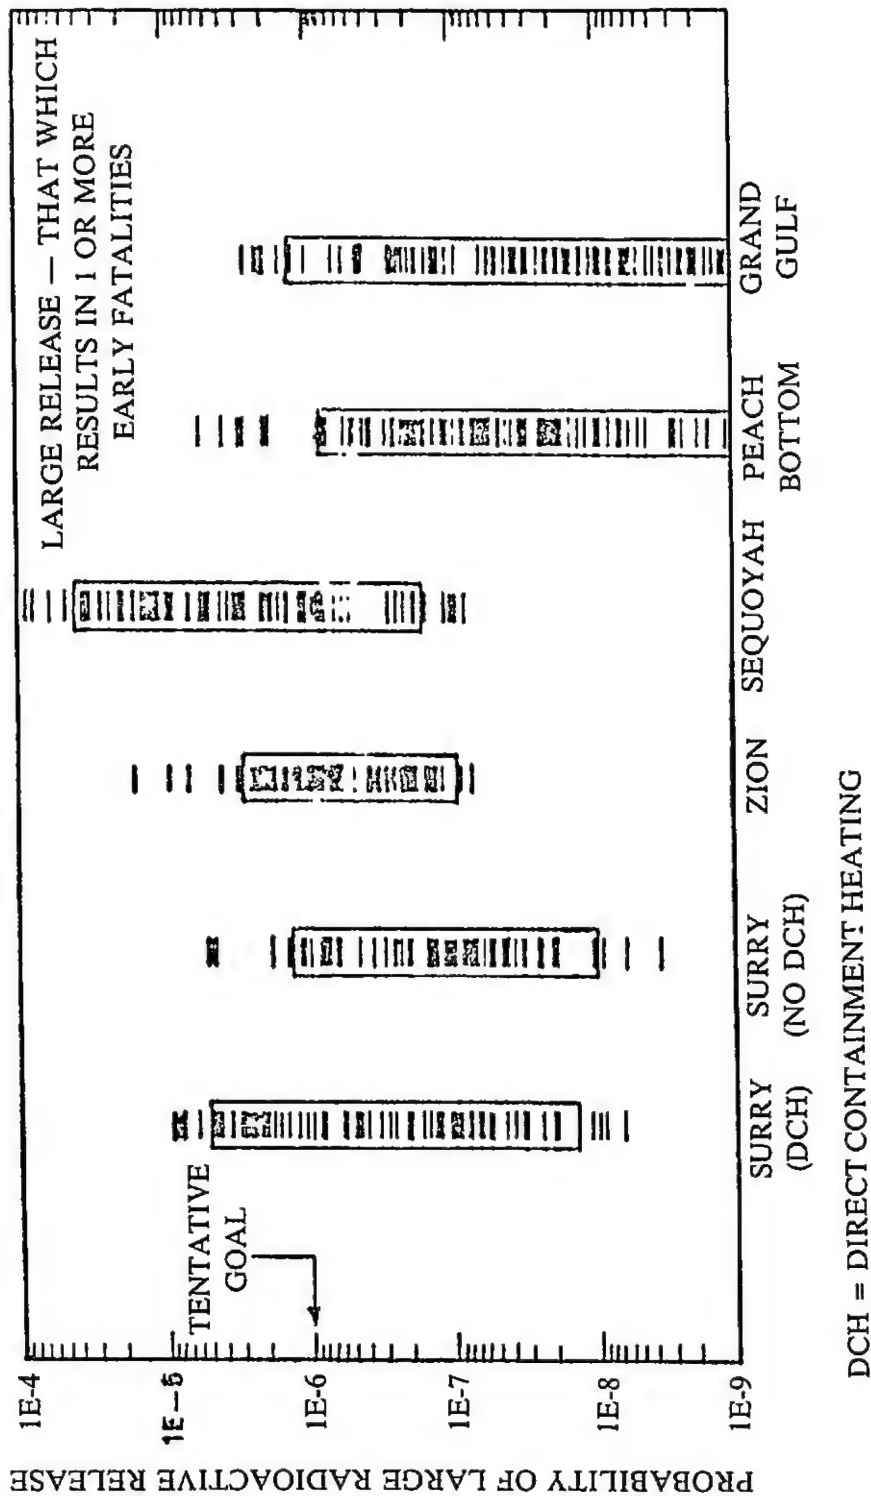 PROBABILITY OF LARGE RADIOACTIVE RELEASE
1E-4
1E-5
1E-6
1E-7
1E-8
1E-9
TENTATIVE
GOAL
LARGE RELEASE — THAT WHICH
RESULTS IN 1 OR MORE
EARLY FATALITIES
SURRY
(DCH)
SURRY
(NO DCH)
ZION
SEQUOYAH
PEACH
BOTTOM
GRAND
GULF
DCH = DIRECT CONTAINMENT HEATING